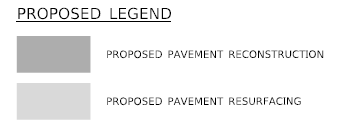 PROPOSED LEGEND
PROPOSED PAVEMENT RECONSTRUCTION
PROPOSED PAVEMENT RESURFACING